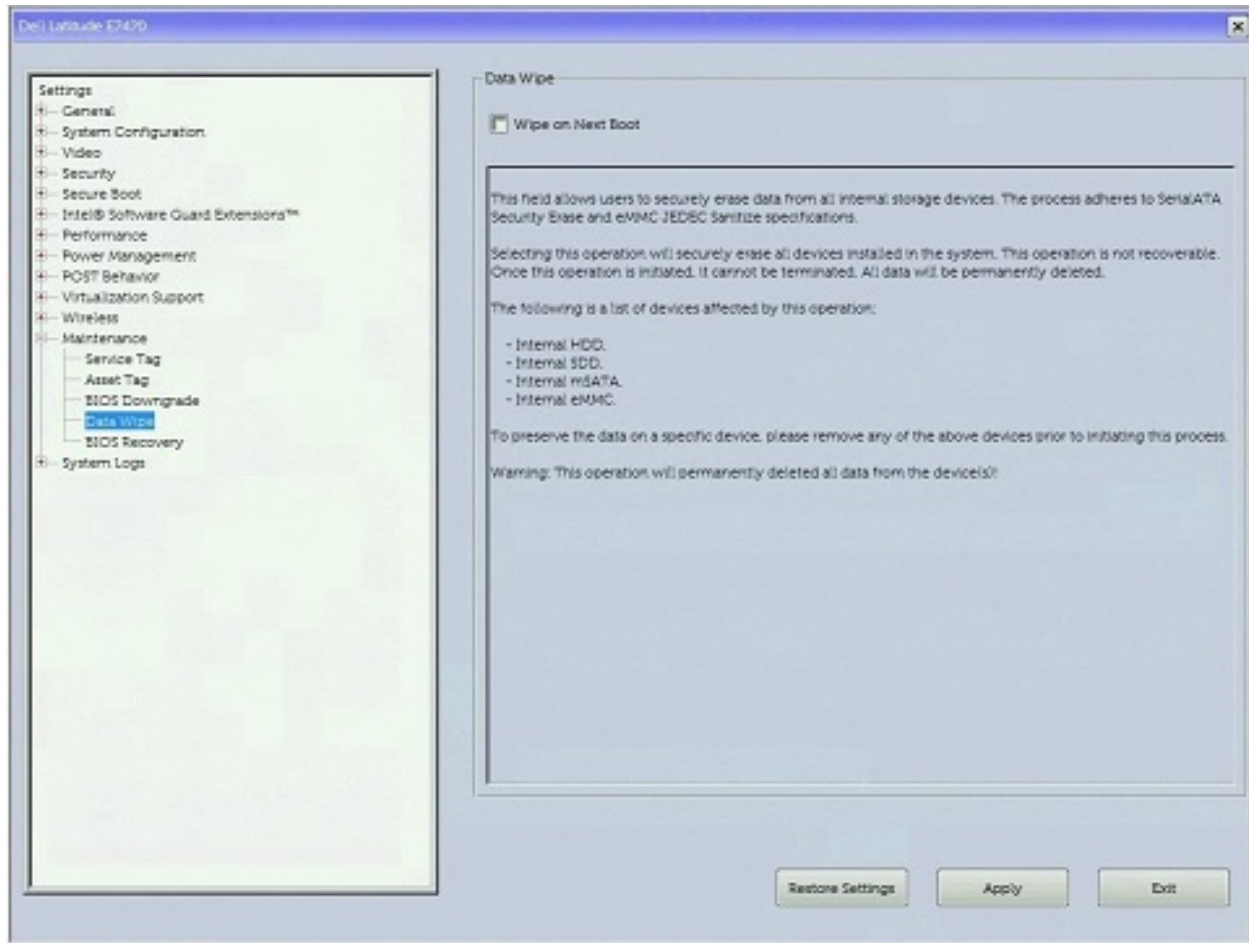 Dell Latitude E7470
Settings
General
System Configuration
Video
Security
Secure Boot
Intel® Software Guard Extensions™
Performance
Power Management
POST Behavior
Virtualization Support
Wireless
Maintenance
Service Tag
Asset Tag
BIOS Downgrade
Data Wipe
BIOS Recovery
System Logs
Data Wipe
Wipe on Next Boot
This field allows users to securely erase data from all internal storage devices. The process adheres to SerialATA
Security Erase and eMMC JEDEC Sanitize specifications.
Selecting this operation will securely erase all devices installed in the system. This operation is not recoverable.
Once this operation is initiated, it cannot be terminated. All data will be permanently deleted.
The following is a list of devices affected by this operation:
- Internal HDD.
- Internal SDD.
- Internal mSATA.
- Internal eMMC.
To preserve the data on a specific device, please remove any of the above devices prior to initiating this process.
Warning: This operation will permanently deleted all data from the device(s)!
Restore Settings
Apply
Exit